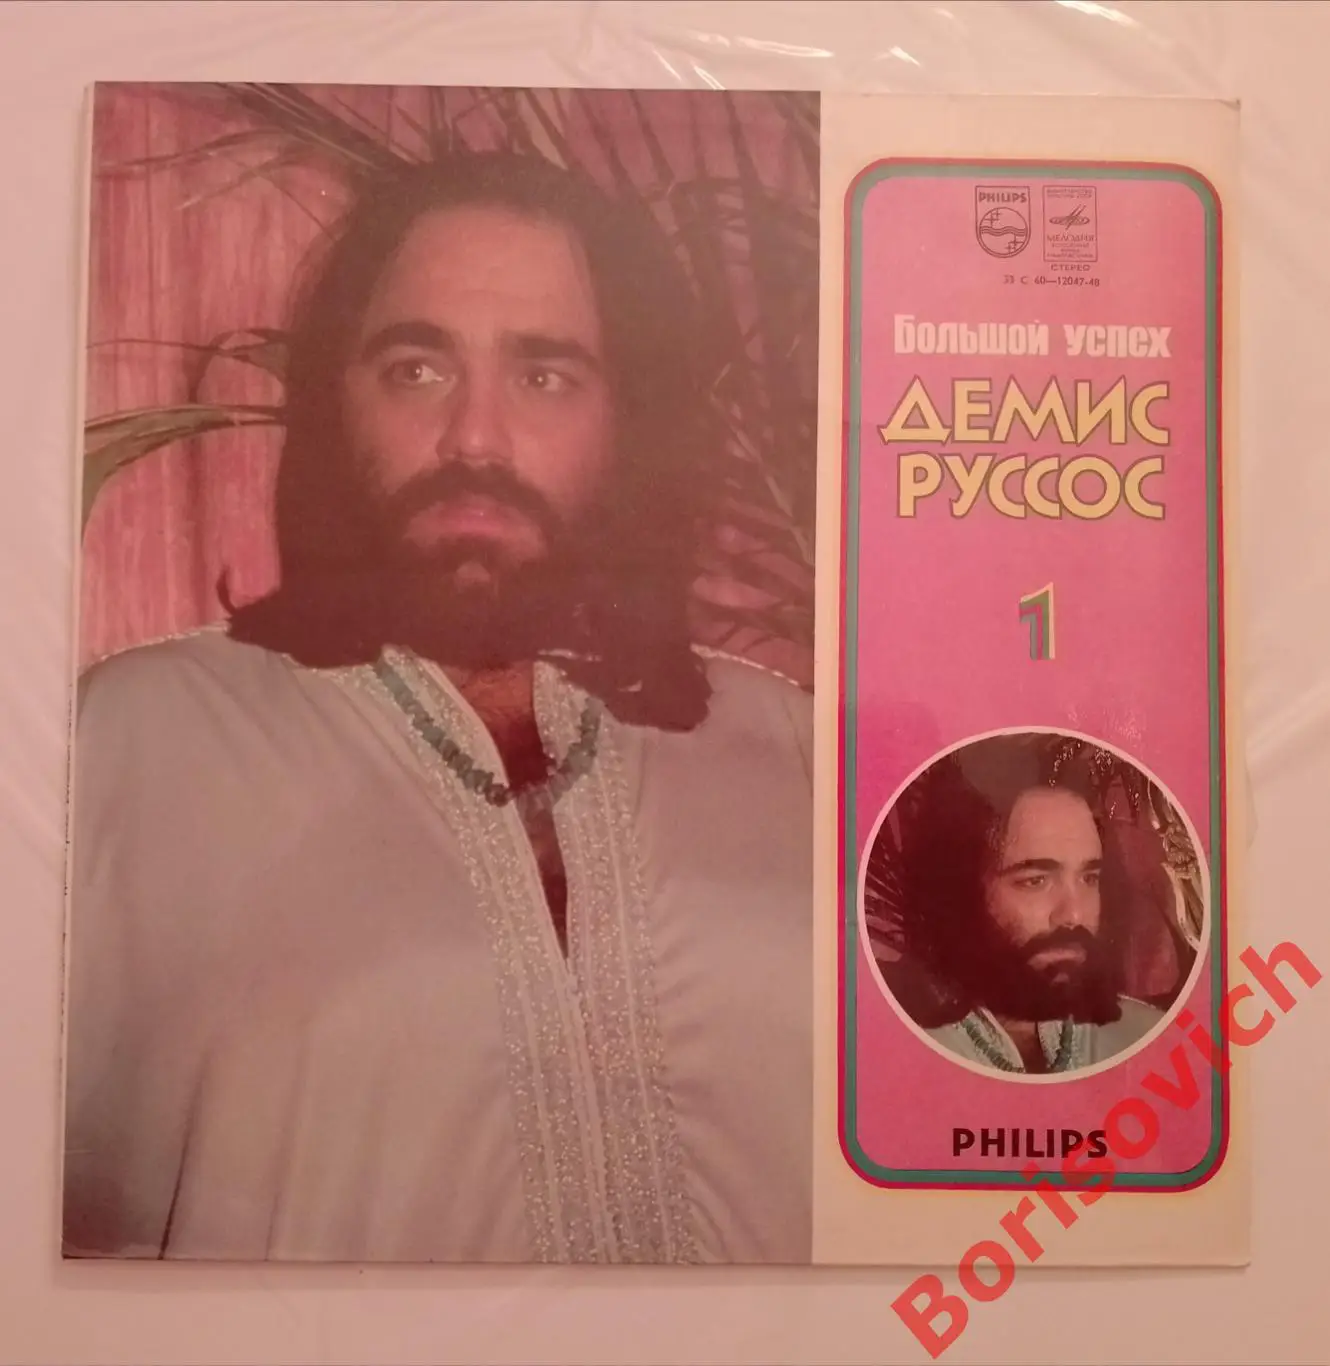 PHILIPS
МЕЛОДИЯ
СТЕРЕО
33 С 60—12047-48
Большой успех
ДЕМИС
РУССОС
1
PHILIPS
Borisovich